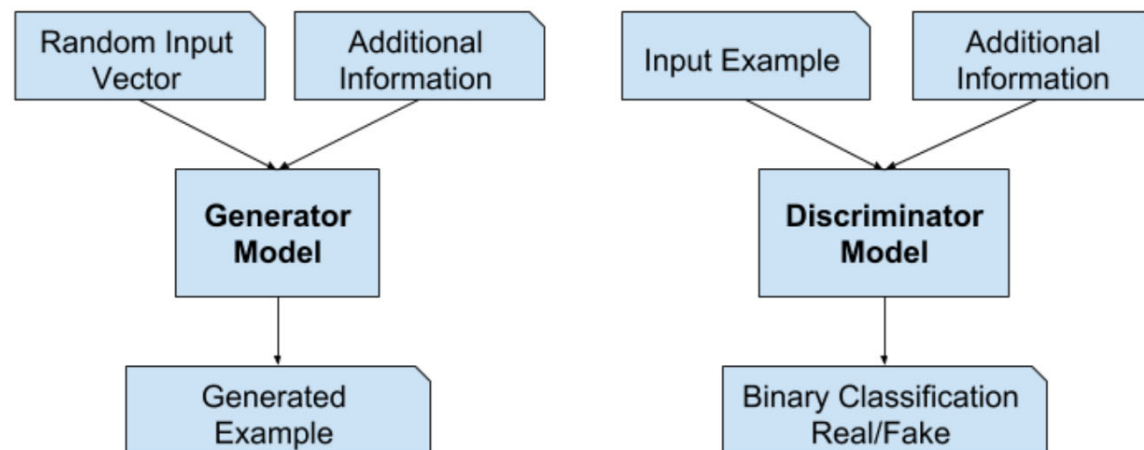 Random Input
Vector
Additional
Information
Input Example
Additional
Information
Generator
Model
Discriminator
Model
Generated
Example
Binary Classification
Real/Fake